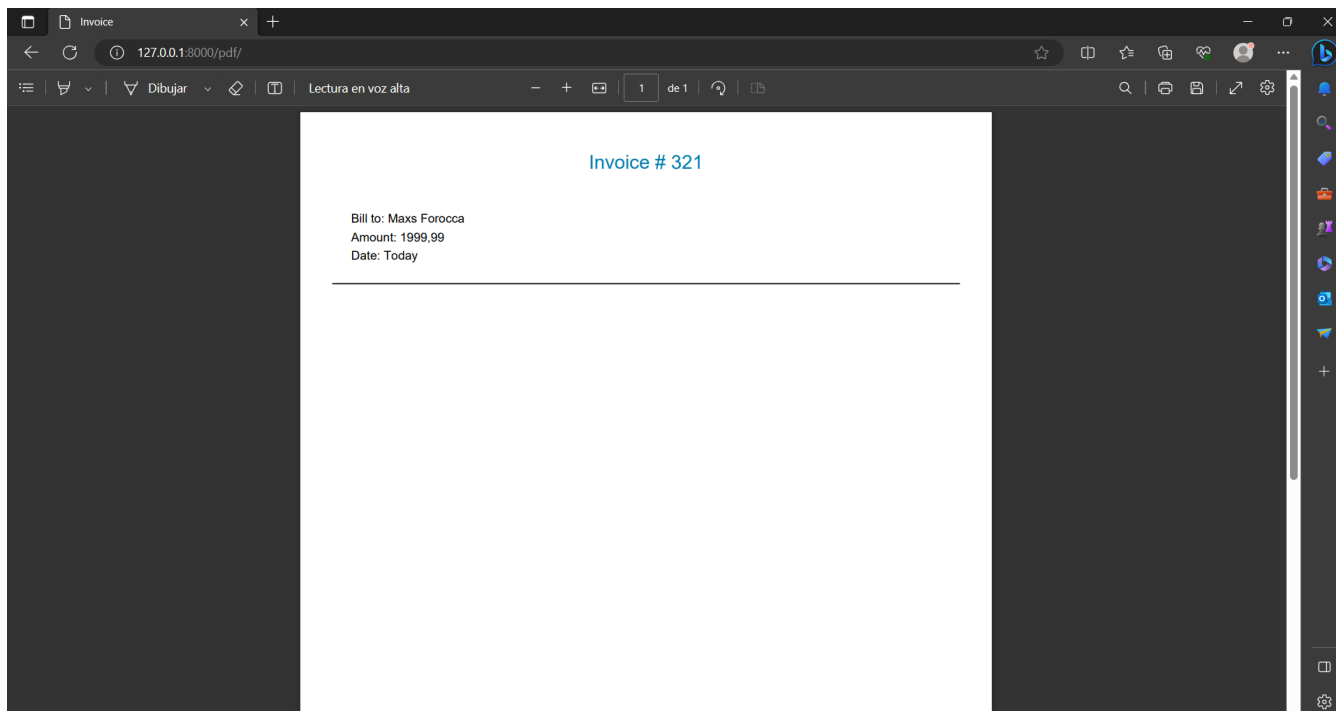 Invoice
127.0.0.1:8000/pdf/
Dibujar
Lectura en voz alta
1 de 1
Invoice # 321
Bill to: Maxs Forocca
Amount: 1999,99
Date: Today